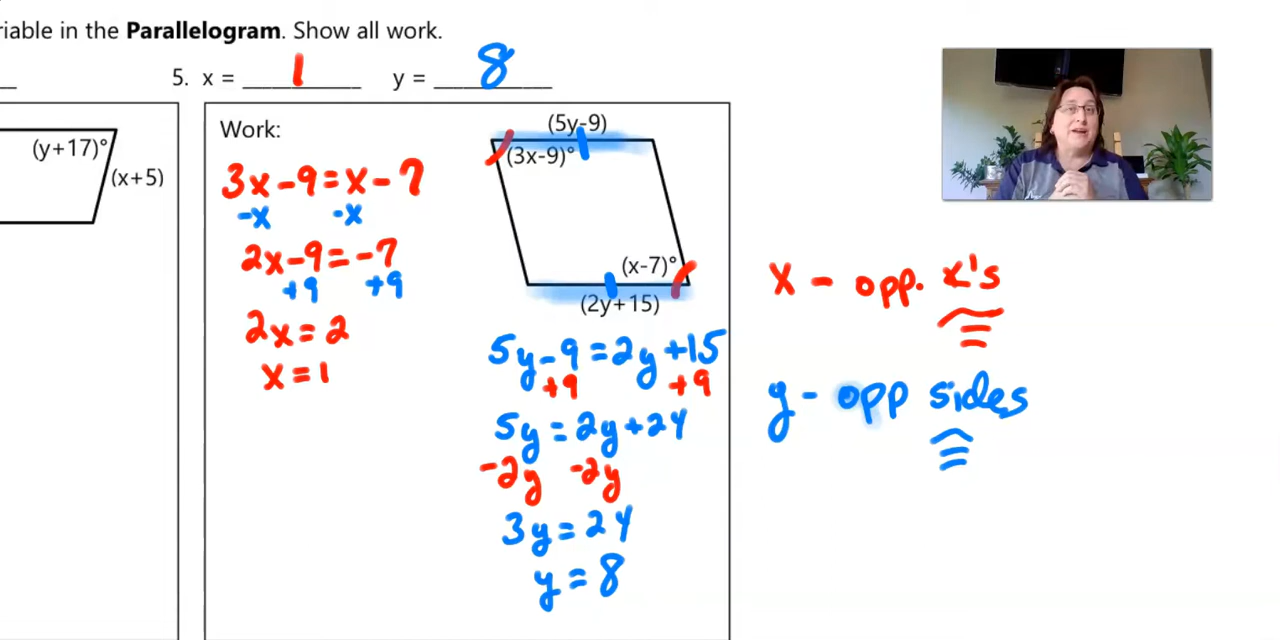 riable in the Parallelogram. Show all work.
5. x = 1 y = 8
(y+17)°
(x+5)
Work:
3x-9=x-7
-x -x
2x-9=-7
+9 +9
2x=2
x=1
(5y-9)
(3x-9)°
(x-7)°
(2y+15)
5y-9=2y+15
+9 +9
5y=2y+24
-2y -2y
3y=24
y=8
x - opp. ∠'s ≅
y - opp sides ≅